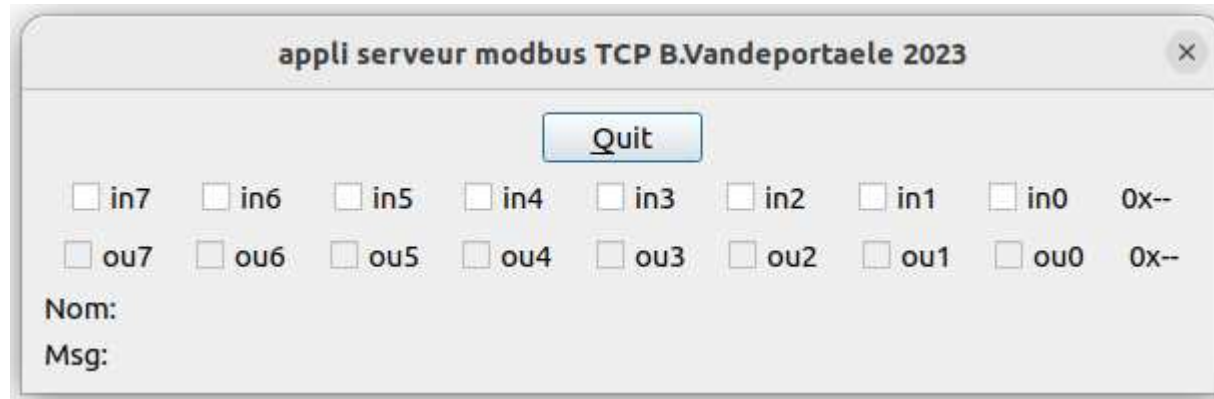 appli serveur modbus TCP B.Vandeportaele 2023
Quit
in7 in6 in5 in4 in3 in2 in1 in0 0x--
ou7 ou6 ou5 ou4 ou3 ou2 ou1 ou0 0x--
Nom:
Msg: